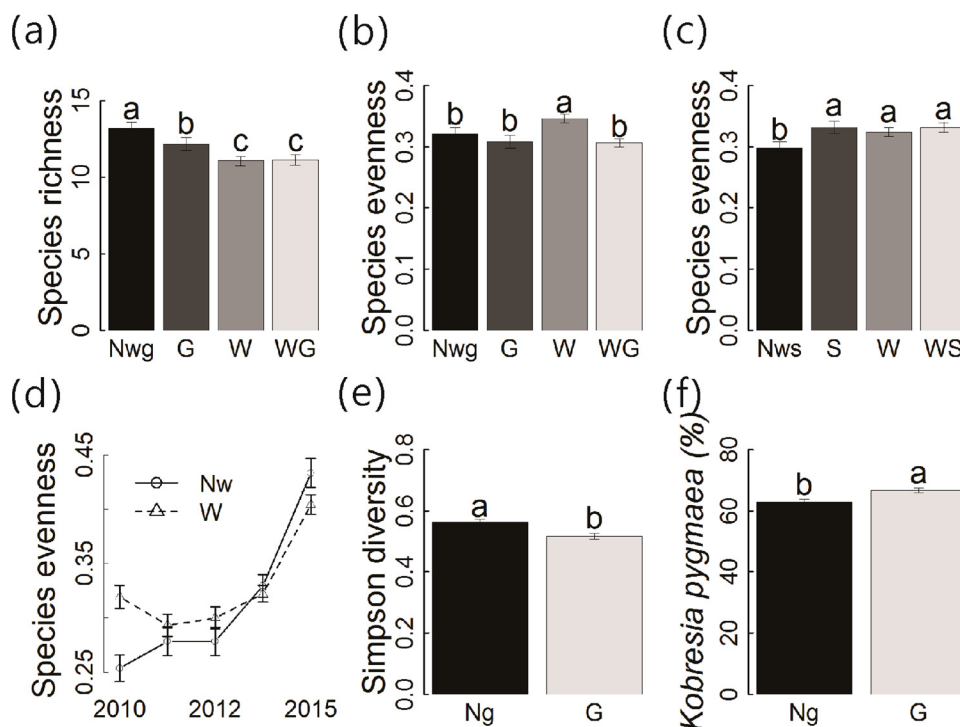 (a)
Species richness
15
10
5
0
a
b
c
c
Nwg G W WG
(b)
Species evenness
0.4
0.3
0.2
0.1
0.0
b
b
a
b
Nwg G W WG
(c)
Species evenness
0.4
0.3
0.2
0.1
0.0
b
a
a
a
Nws S W WS
(d)
Species evenness
0.45
0.35
0.25
Nw
W
2010 2012 2015
(e)
Simpson diversity
0.8
0.6
0.4
0.2
0.0
a
b
Ng G
(f)
Kobresia pygmaea (%)
80
60
40
20
0
b
a
Ng G